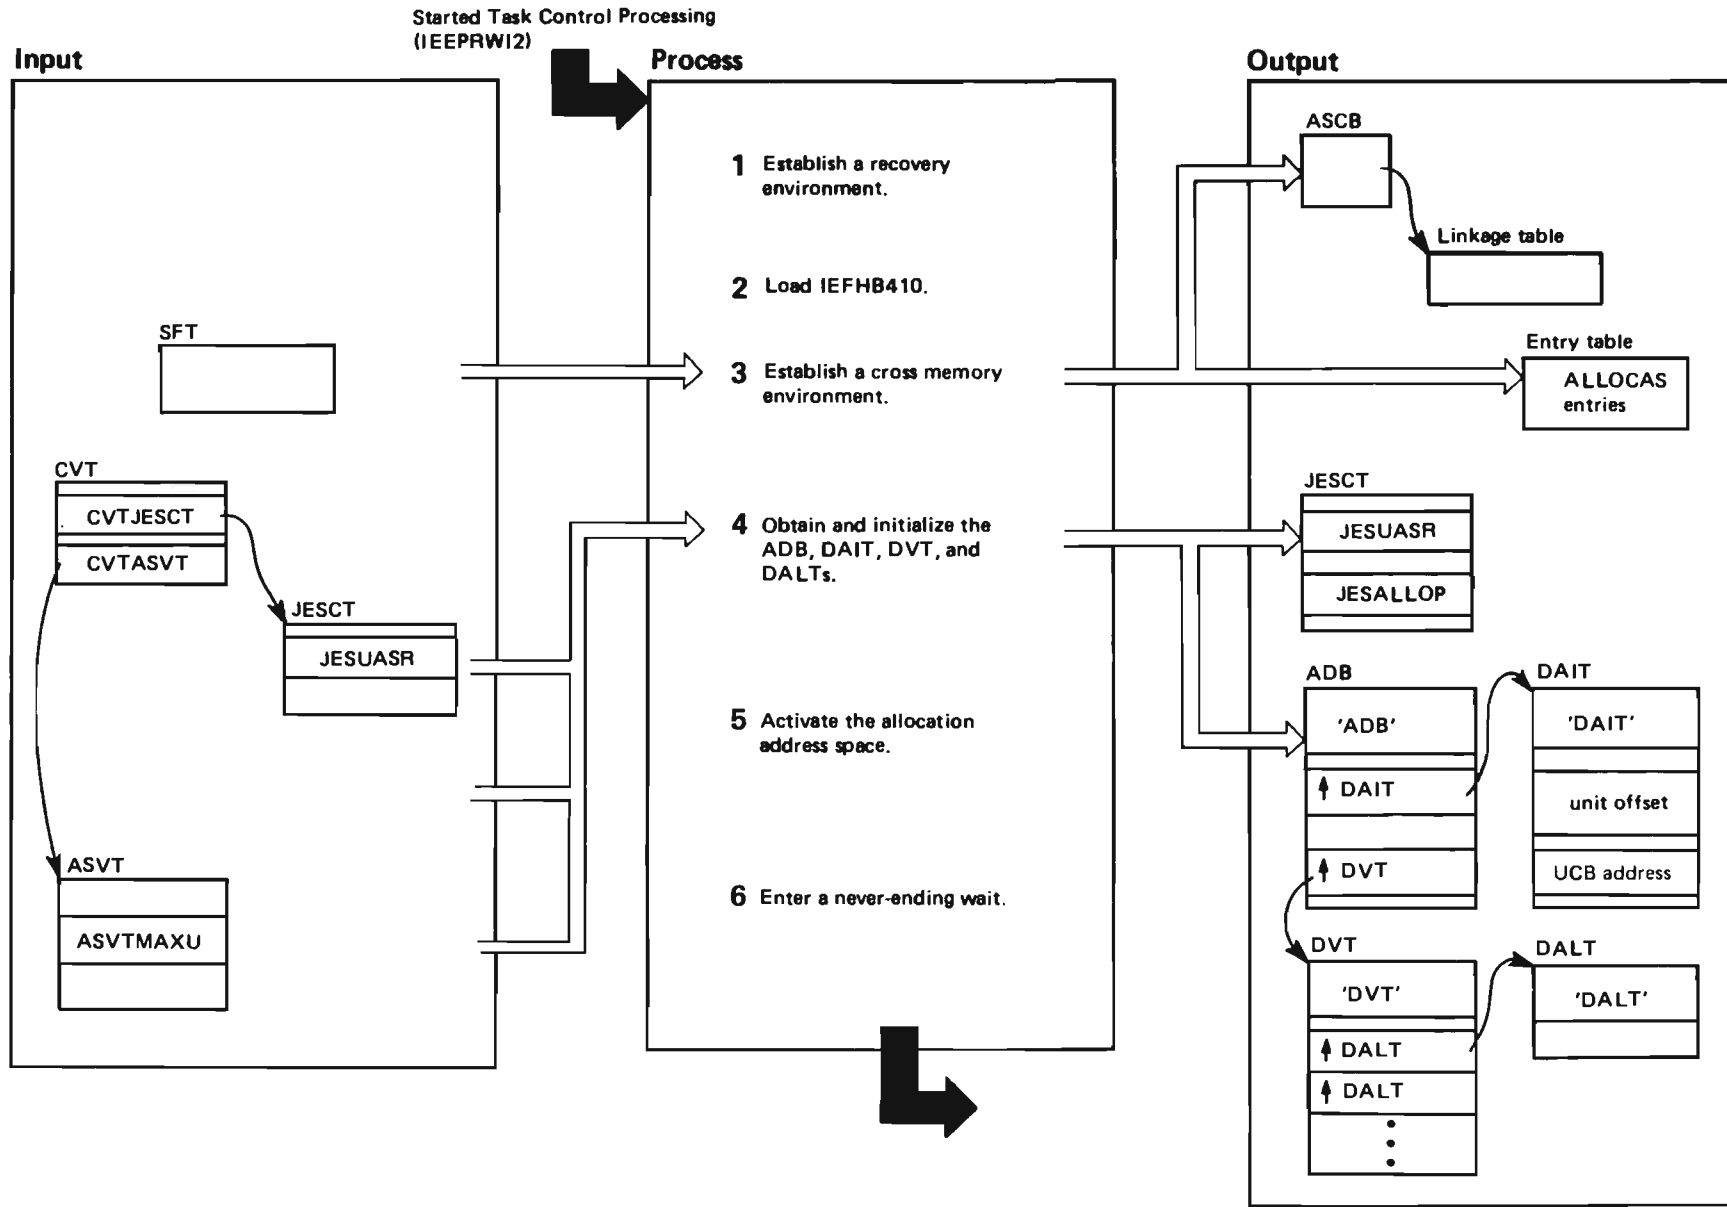 Started Task Control Processing
(IEEPRWI2)
Input
Process
Output
SFT
CVT
CVTJESCT
CVTASVT
JESCT
JESUASR
ASVT
ASVTMAXU
1 Establish a recovery
environment.
2 Load IEFHB410.
3 Establish a cross memory
environment.
4 Obtain and initialize the
ADB, DAIT, DVT, and
DALTs.
5 Activate the allocation
address space.
6 Enter a never-ending wait.
ASCB
Linkage table
Entry table
ALLOCAS
entries
JESCT
JESUASR
JESALLOP
ADB
'ADB'
DAIT
DVT
DAIT
'DAIT'
unit offset
UCB address
DVT
'DVT'
DALT
DALT
DALT
'DALT'